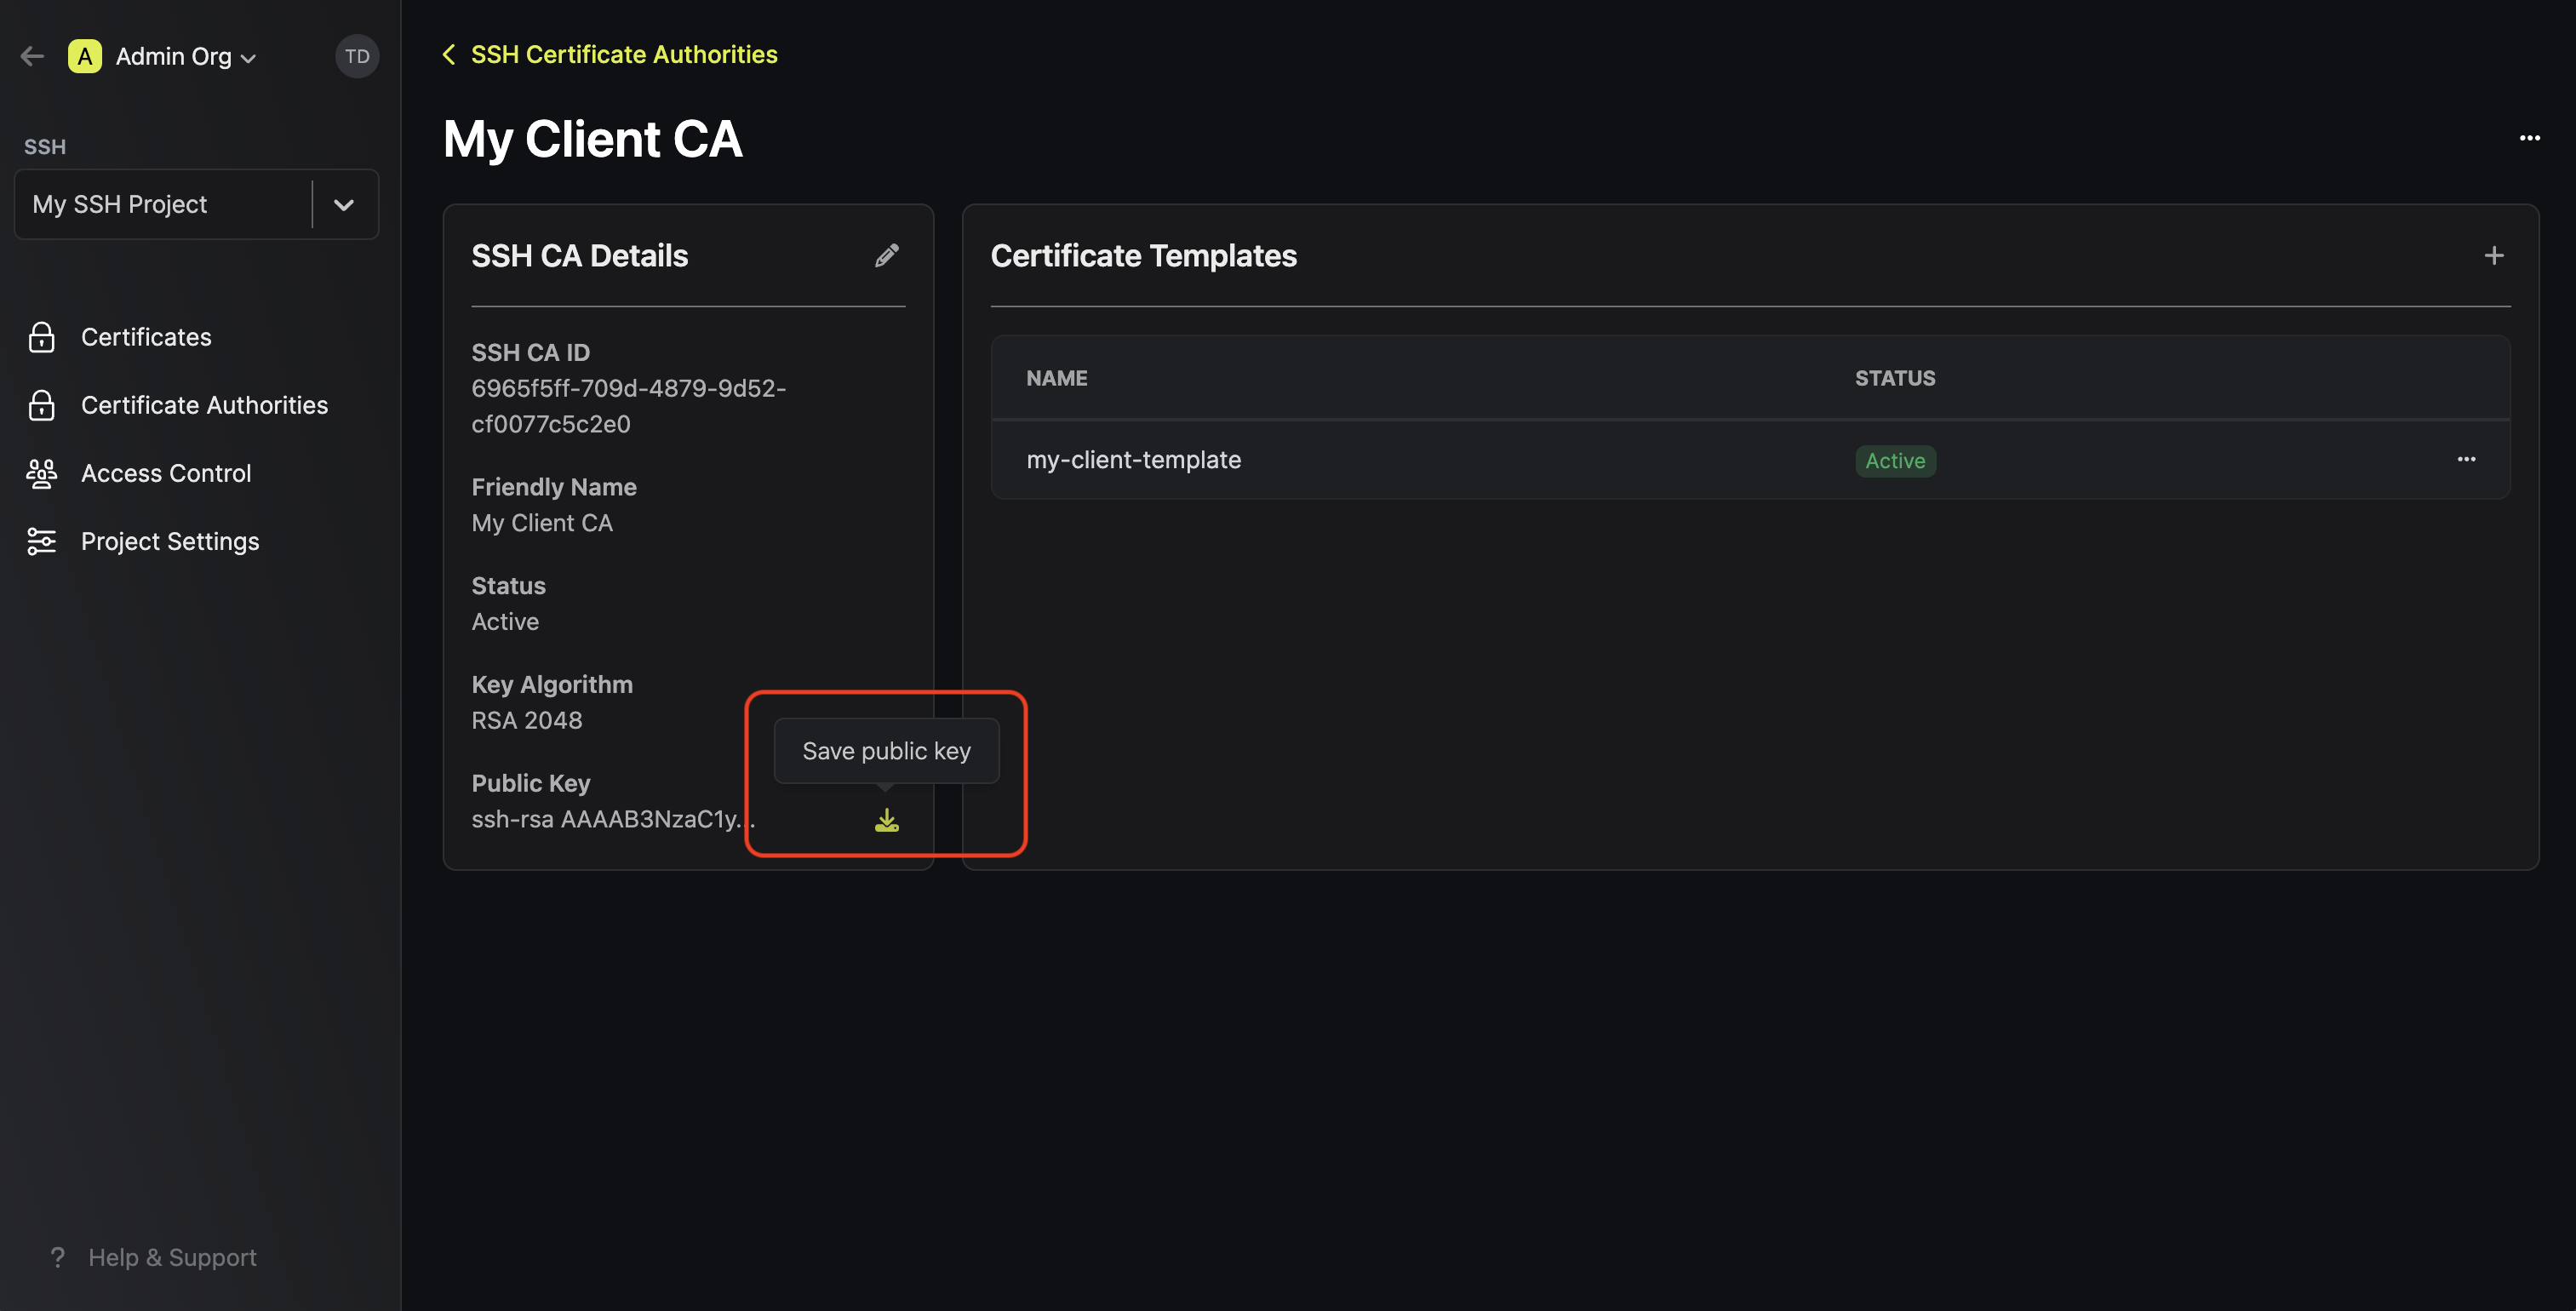 A Admin Org
TD
SSH
My SSH Project
Certificates
Certificate Authorities
Access Control
Project Settings
? Help & Support
SSH Certificate Authorities
My Client CA
SSH CA Details
SSH CA ID
6965f5ff-709d-4879-9d52-
cf0077c5c2e0
Friendly Name
My Client CA
Status
Active
Key Algorithm
RSA 2048
Save public key
Public Key
ssh-rsa AAAAB3NzaC1y...
Certificate Templates
NAME STATUS
my-client-template Active